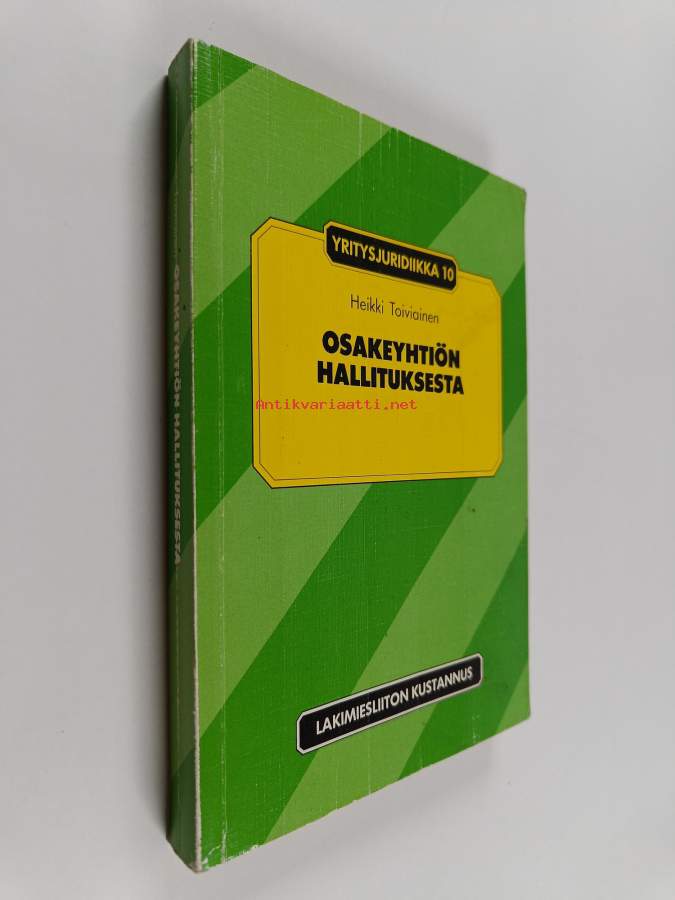 YRITYSJURIDIIKKA 10
Heikki Toiviainen
OSAKEYHTIÖN
HALLITUKSESTA
Antikvariaatti.net
LAKIMIESLIITON KUSTANNUS
OSAKEYHTIÖN HALLITUKSESTA